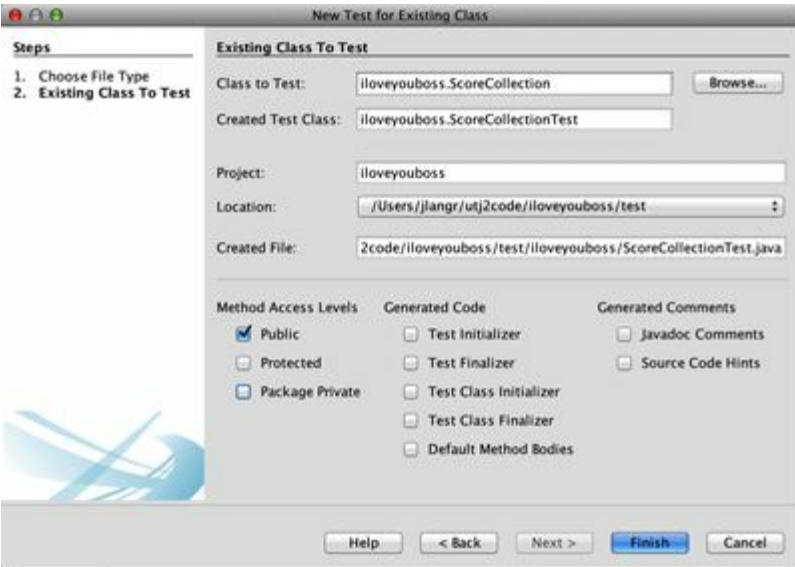 New Test for Existing Class
Steps
1. Choose File Type
2. Existing Class To Test
Existing Class To Test
Class to Test: iloveyouboss.ScoreCollection Browse...
Created Test Class: iloveyouboss.ScoreCollectionTest
Project: iloveyouboss
Location: /Users/jlangr/utj2code/iloveyouboss/test
Created File: 2code/iloveyouboss/test/iloveyouboss/ScoreCollectionTest.java
Method Access Levels Generated Code Generated Comments
Public Test Initializer Javadoc Comments
Protected Test Finalizer Source Code Hints
Package Private Test Class Initializer
Test Class Finalizer
Default Method Bodies
Help < Back Next > Finish Cancel